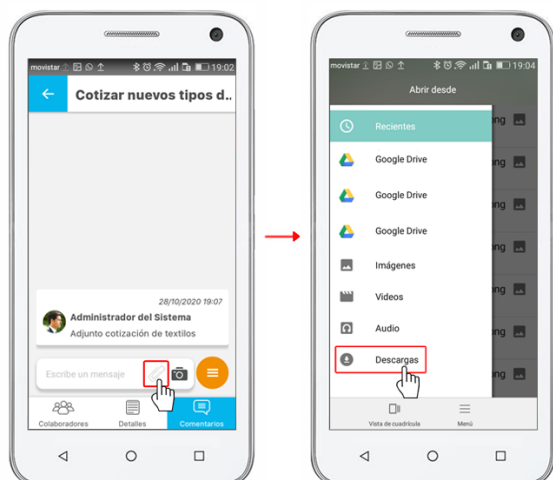 movistar 19:02
Cotizar nuevos tipos d..
28/10/2020 19:07
Administrador del Sistema
Adjunto cotización de textilos
Escribe un mensaje
Colaboradores Detalles Comentarios
movistar 19:04
Abrir desde
Recientes
Google Drive
Google Drive
Google Drive
Imágenes
Videos
Audio
Descargas
Vista de cuadrícula Menú